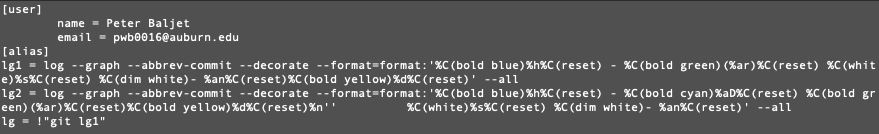 [user]
        name = Peter Baljet
        email = pwb0016@auburn.edu
[alias]
lg1 = log --graph --abbrev-commit --decorate --format=format:'%C(bold blue)%h%C(reset) - %C(bold green)(%ar)%C(reset) %C(whit
e)%s%C(reset) %C(dim white)- %an%C(reset)%C(bold yellow)%d%C(reset)' --all
lg2 = log --graph --abbrev-commit --decorate --format=format:'%C(bold blue)%h%C(reset) - %C(bold cyan)%aD%C(reset) %C(bold gr
een)(%ar)%C(reset)%C(bold yellow)%d%C(reset)%n''          %C(white)%s%C(reset) %C(dim white)- %an%C(reset)' --all
lg = !"git lg1"